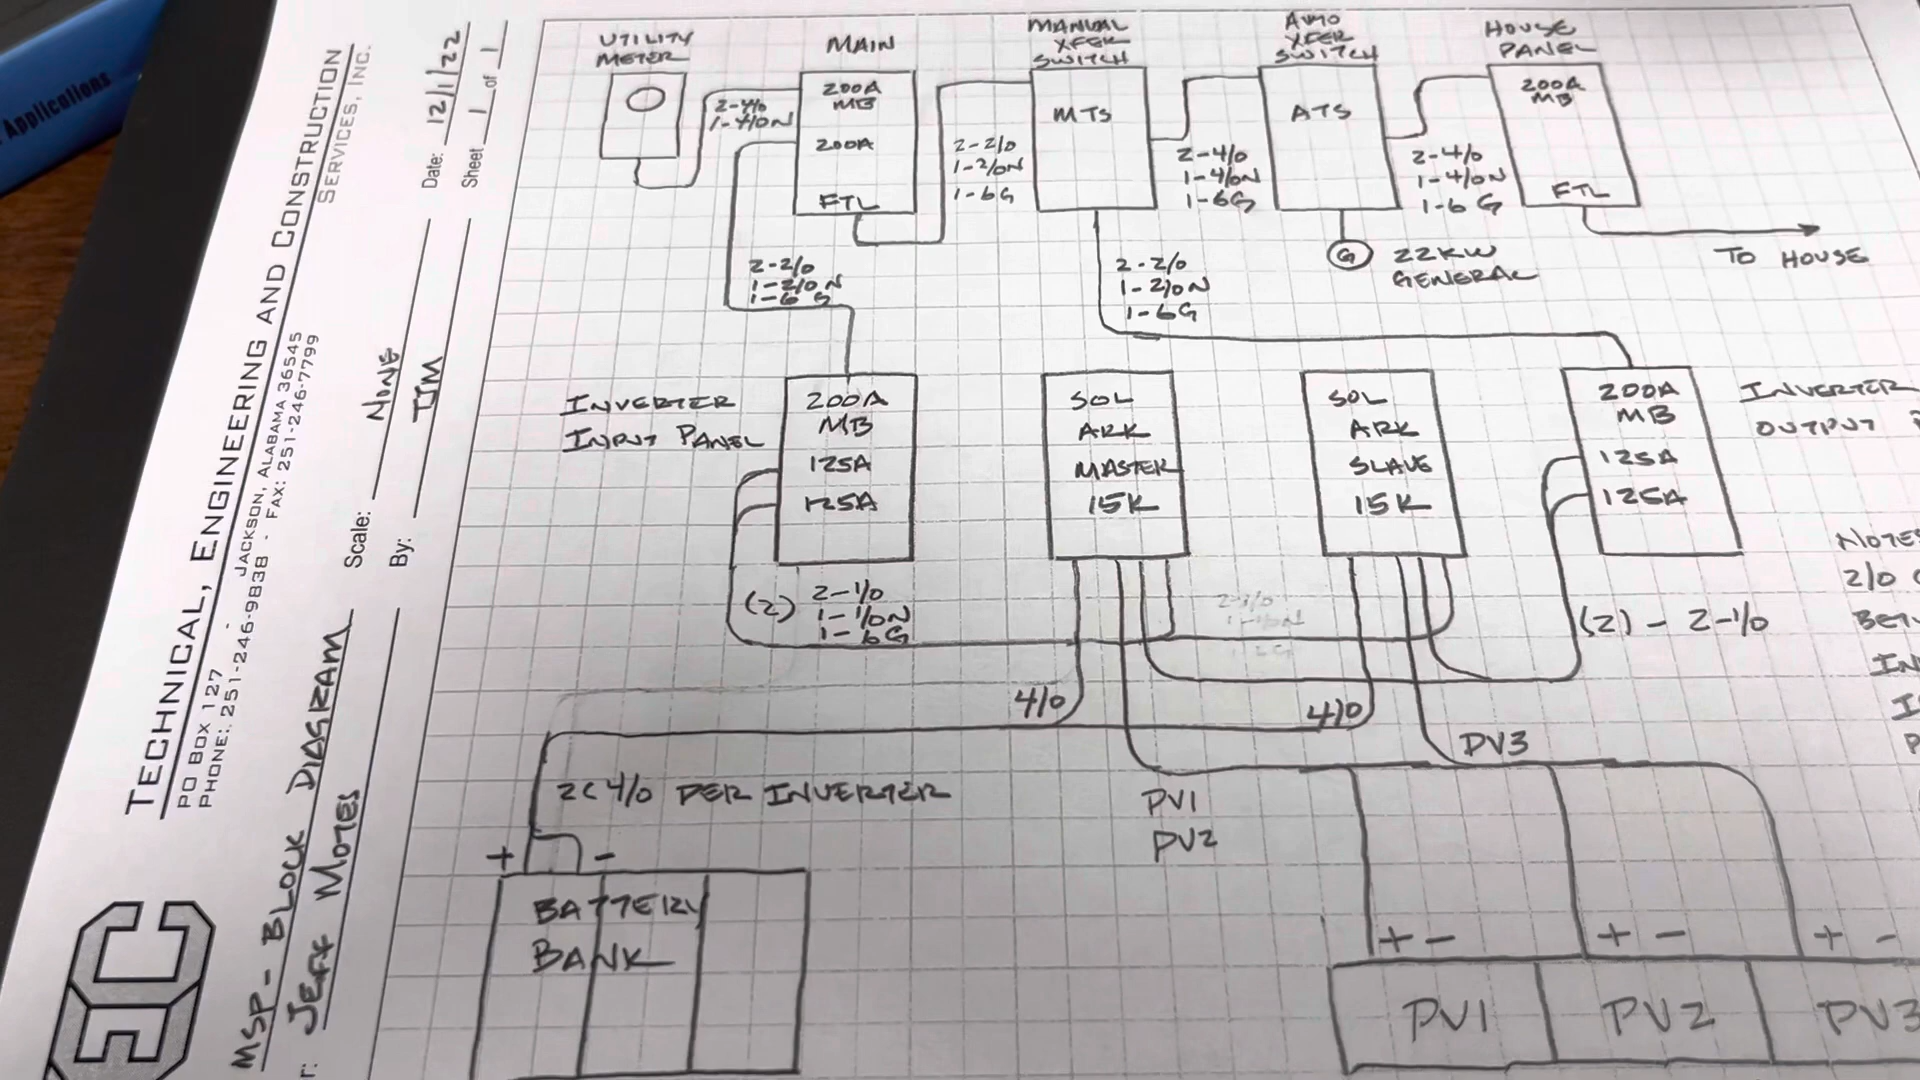 Applications
TECHNICAL, ENGINEERING AND CONSTRUCTION
SERVICES, INC.
PO BOX 127 - JACKSON, ALABAMA 36545
PHONE: 251-246-9838 - FAX: 251-246-7799
MSP - BLOCK DIAGRAM
r: JEFF MOTES
Scale: NONE
By: TJM
Date: 12/1/22
Sheet 1 of 1
UTILITY
METER
MAIN
200A
MB
200A
FTL
MANUAL
XFER
SWITCH
MTS
AUTO
XFER
SWITCH
ATS
HOUSE
PANEL
200A
MB
FTL
2-4/0
1-4/0N
2-2/0
1-2/0N
1-6G
2-4/0
1-4/0N
1-6G
2-4/0
1-4/0N
1-6G
TO HOUSE
G
22KW
GENERAC
2-2/0
1-2/0N
1-6G
2-2/0
1-2/0N
1-6G
INVERTER
INPUT PANEL
200A
MB
125A
125A
SOL
ARK
MASTER
15K
SOL
ARK
SLAVE
15K
200A
MB
125A
125A
INVERTER
OUTPUT
NOTES
2/0
(2) 2-1/0
1-1/0N
1-6G
(2) - 2-1/0
4/0
4/0
PV3
2C 4/0 PER INVERTER
PV1
PV2
+ -
BATTERY
BANK
+ - + - + -
PV1 PV2 PV3